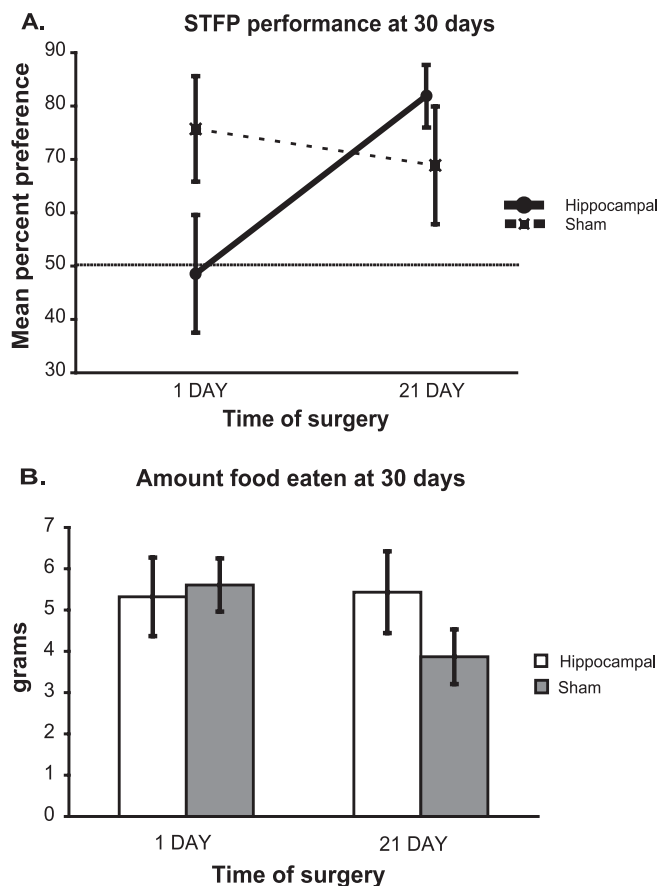 A. STFP performance at 30 days
Mean percent preference
90
80
70
60
50
40
30
1 DAY 21 DAY
Time of surgery
Hippocampal
Sham
B. Amount food eaten at 30 days
grams
7
6
5
4
3
2
1
0
1 DAY 21 DAY
Time of surgery
Hippocampal
Sham